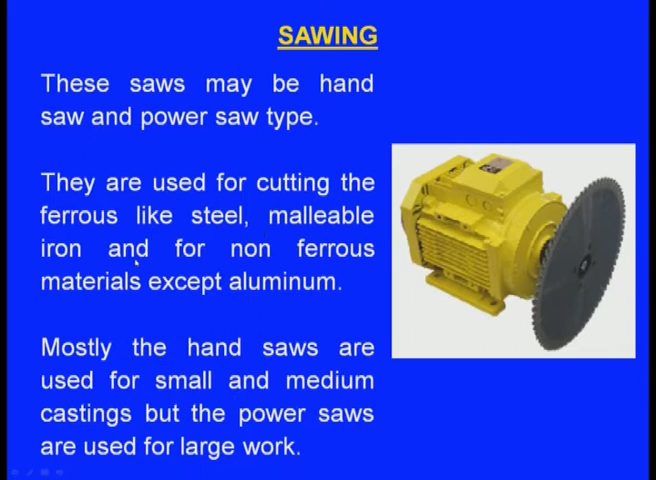 SAWING
These saws may be hand
saw and power saw type.
They are used for cutting the
ferrous like steel, malleable
iron and for non ferrous
materials except aluminum.
Mostly the hand saws are
used for small and medium
castings but the power saws
are used for large work.